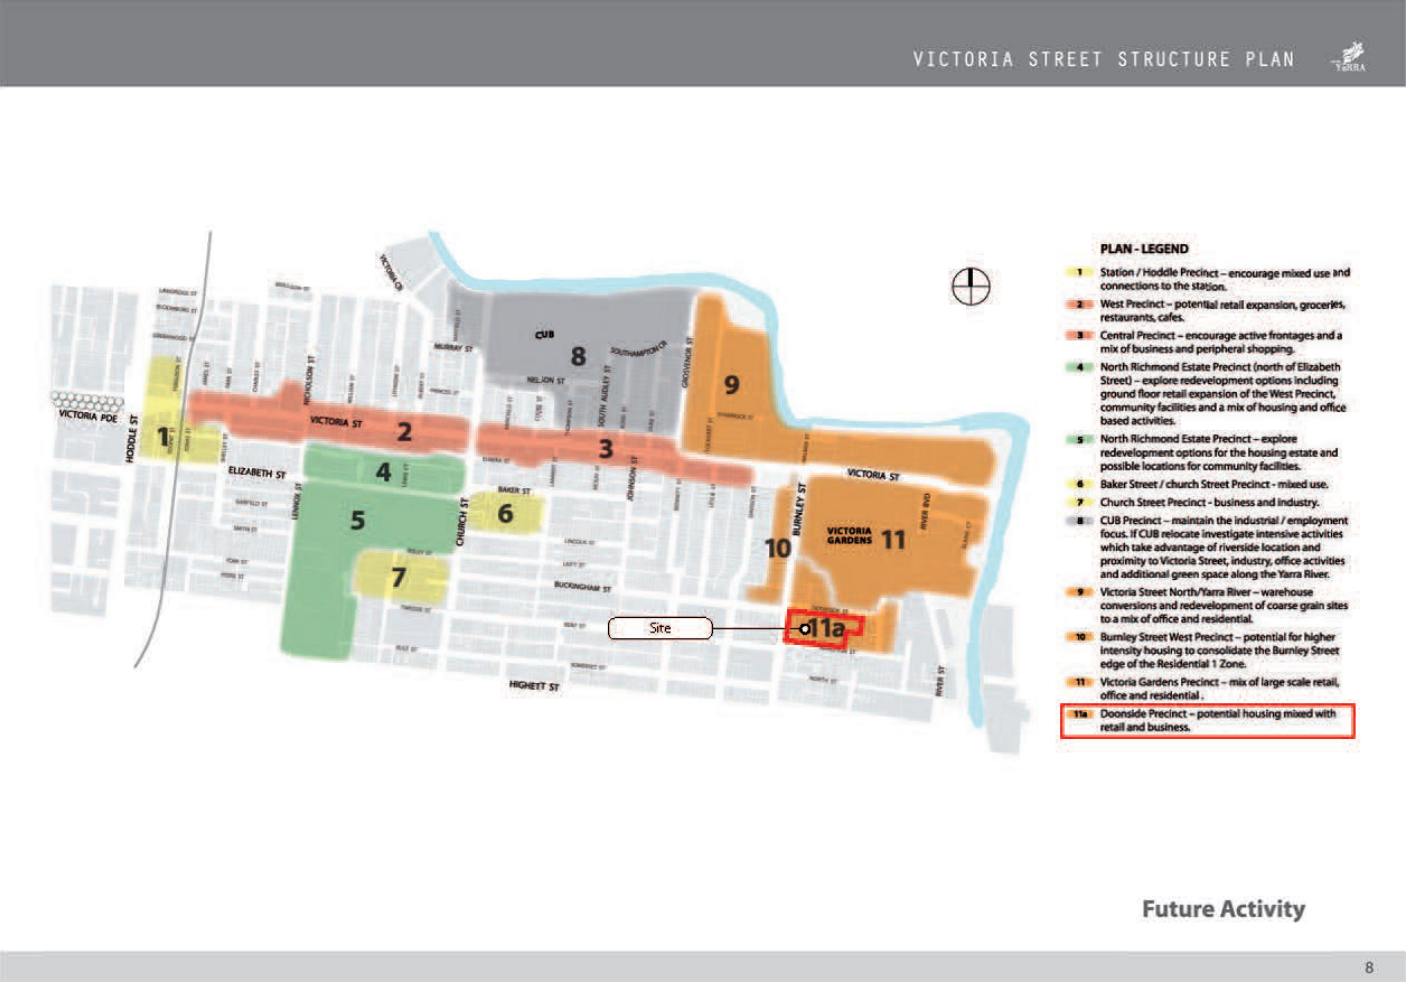 VICTORIA STREET STRUCTURE PLAN
YaRRA
PLAN - LEGEND
1 Station / Hoddle Precinct – encourage mixed use and
connections to the station.
2 West Precinct – potential retail expansion, groceries,
restaurants, cafes.
3 Central Precinct – encourage active frontages and a
mix of business and peripheral shopping.
4 North Richmond Estate Precinct (north of Elizabeth
Street) – explore redevelopment options including
ground floor retail expansion of the West Precinct,
community facilities and a mix of housing and office
based activities.
5 North Richmond Estate Precinct – explore
redevelopment options for the housing estate and
possible locations for community facilities.
6 Baker Street / church Street Precinct - mixed use.
7 Church Street Precinct - business and industry.
8 CUB Precinct – maintain the industrial / employment
focus. If CUB relocate investigate intensive activities
which take advantage of riverside location and
proximity to Victoria Street, industry, office activities
and additional green space along the Yarra River.
9 Victoria Street North/Yarra River – warehouse
conversions and redevelopment of coarse grain sites
to a mix of office and residential.
10 Burnley Street West Precinct – potential for higher
intensity housing to consolidate the Burnley Street
edge of the Residential 1 Zone.
11 Victoria Gardens Precinct – mix of large scale retail,
office and residential .
11a Doonside Precinct – potential housing mixed with
retail and business.
VICTORIA CR
LANGRIDGE ST
MURRAY ST
CUB
8
SOUTHAMPTON CR
NELSON ST
SOUTH AUDLEY ST
GROSVENOR ST
9
NICHOLSON ST
VICTORIA PDE
HODDLE ST
1
VICTORIA ST
2
3
ELIZABETH ST
4
LENNOX ST
5
CHURCH ST
BAKER ST
6
JOHNSON ST
VICTORIA ST
BURNLEY ST
VICTORIA
GARDENS
11
RIVER BVD
10
7
LINCOLN ST
BUCKINGHAM ST
Site
11a
HIGHETT ST
NORTH ST
RIVER ST
Future Activity
8